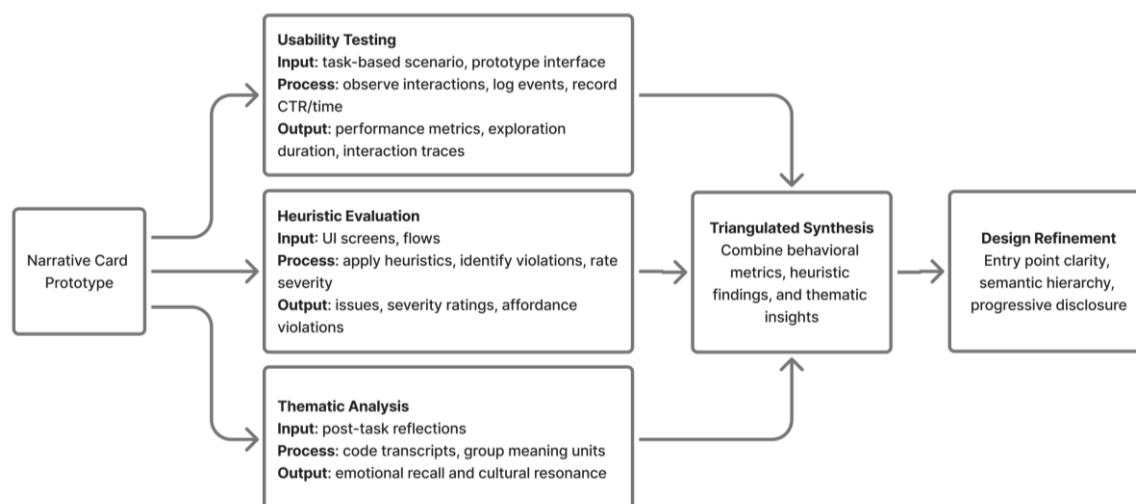 Narrative Card
Prototype
Usability Testing
Input: task-based scenario, prototype interface
Process: observe interactions, log events, record
CTR/time
Output: performance metrics, exploration
duration, interaction traces
Heuristic Evaluation
Input: UI screens, flows
Process: apply heuristics, identify violations, rate
severity
Output: issues, severity ratings, affordance
violations
Thematic Analysis
Input: post-task reflections
Process: code transcripts, group meaning units
Output: emotional recall and cultural resonance
Triangulated Synthesis
Combine behavioral
metrics, heuristic
findings, and thematic
insights
Design Refinement
Entry point clarity,
semantic hierarchy,
progressive disclosure